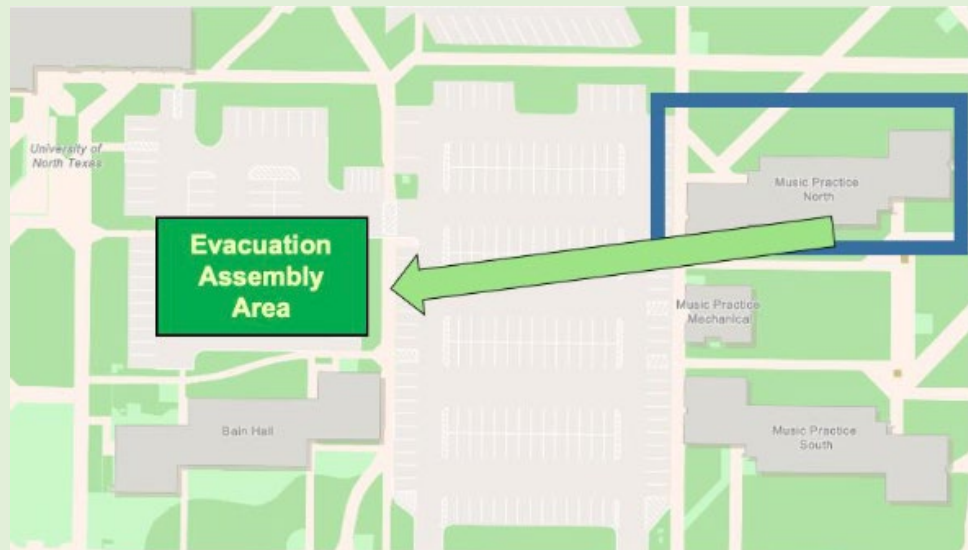 University of
North Texas
Music Practice
North
Evacuation
Assembly
Area
Music Practice
Mechanical
Bain Hall
Music Practice
South